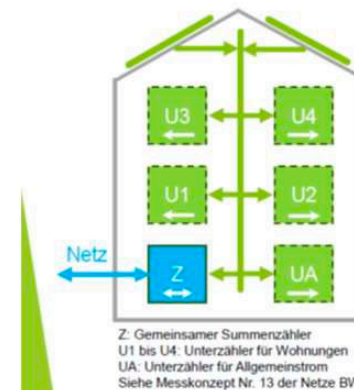 U3
U4
U1
U2
Netz
Z
UA
Z: Gemeinsamer Summenzähler
U1 bis U4: Unterzähler für Wohnungen
UA: Unterzähler für Allgemeinstrom
Siehe Messkonzept Nr. 13 der Netze BW